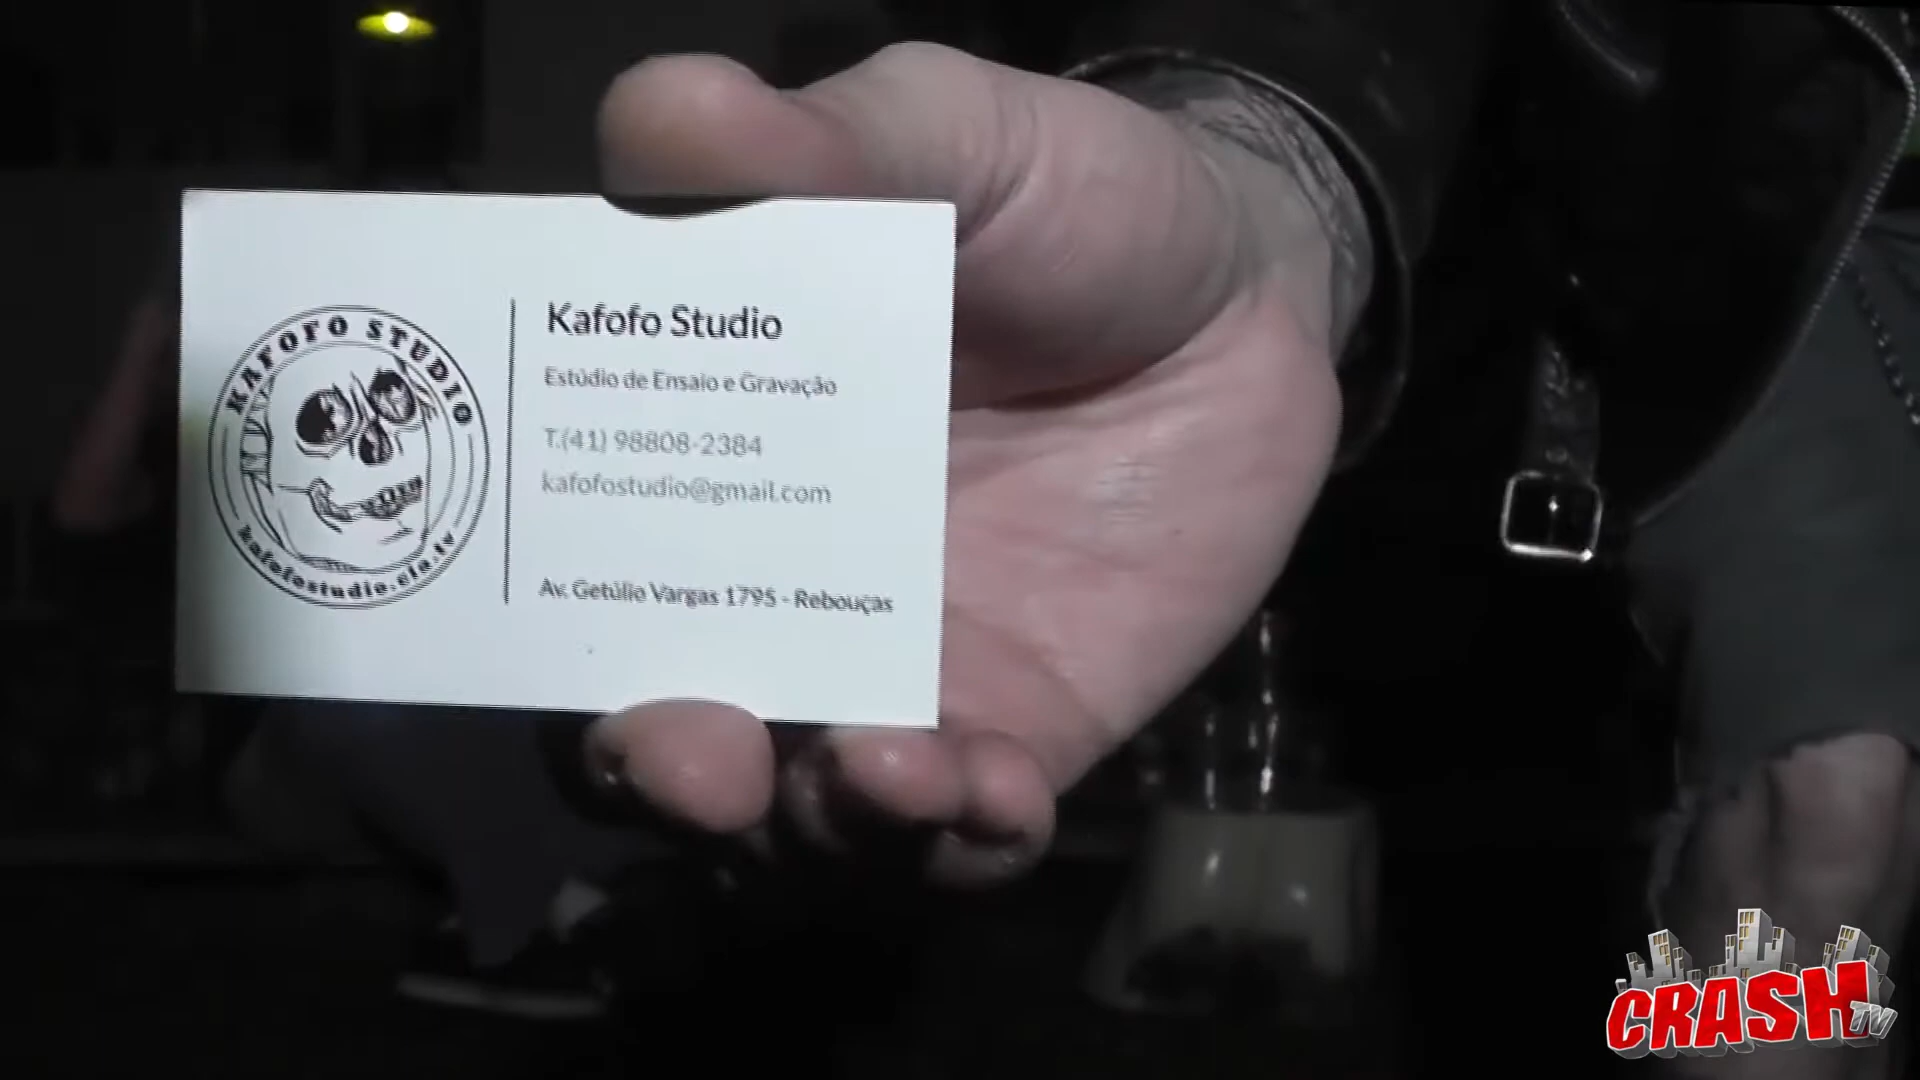 KAFOFO STUDIO
kafofostudio.cla.tv
Kafofo Studio
Estúdio de Ensaio e Gravação
T.(41) 98808-2384
kafofostudio@gmail.com
Av. Getúlio Vargas 1795 - Rebouças
CRASH TV